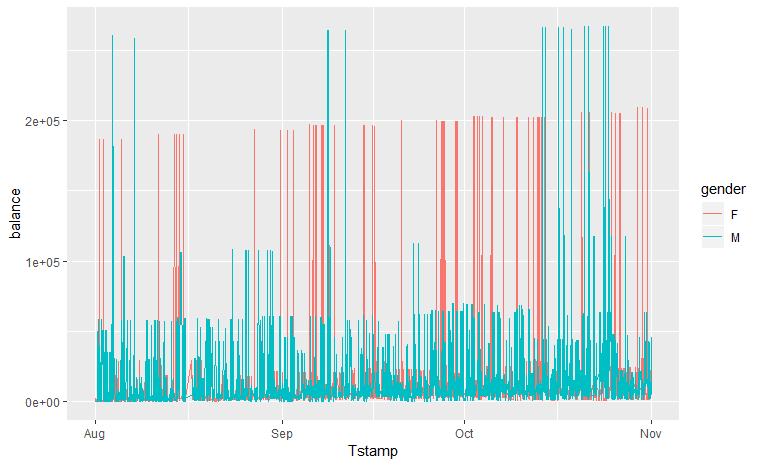 balance
2e+05
1e+05
0e+00
Aug
Sep
Oct
Nov
Tstamp
gender
F
M